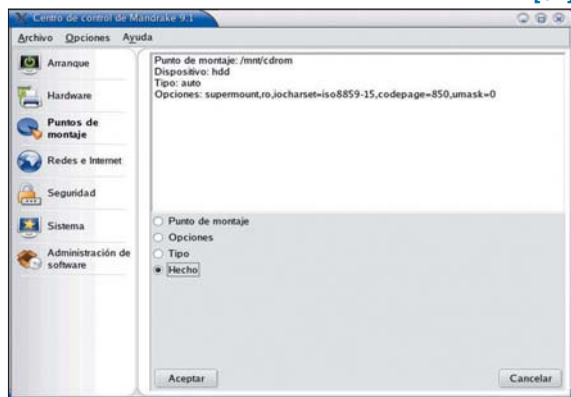 Centro de control de Mandrake 9.1
Archivo Opciones Ayuda
Arranque
Hardware
Puntos de
montaje
Redes e Internet
Seguridad
Sistema
Administración de
software
Punto de montaje: /mnt/cdrom
Dispositivo: hdd
Tipo: auto
Opciones: supermount,ro,iocharset=iso8859-15,codepage=850,umask=0
Punto de montaje
Opciones
Tipo
Hecho
Aceptar
Cancelar